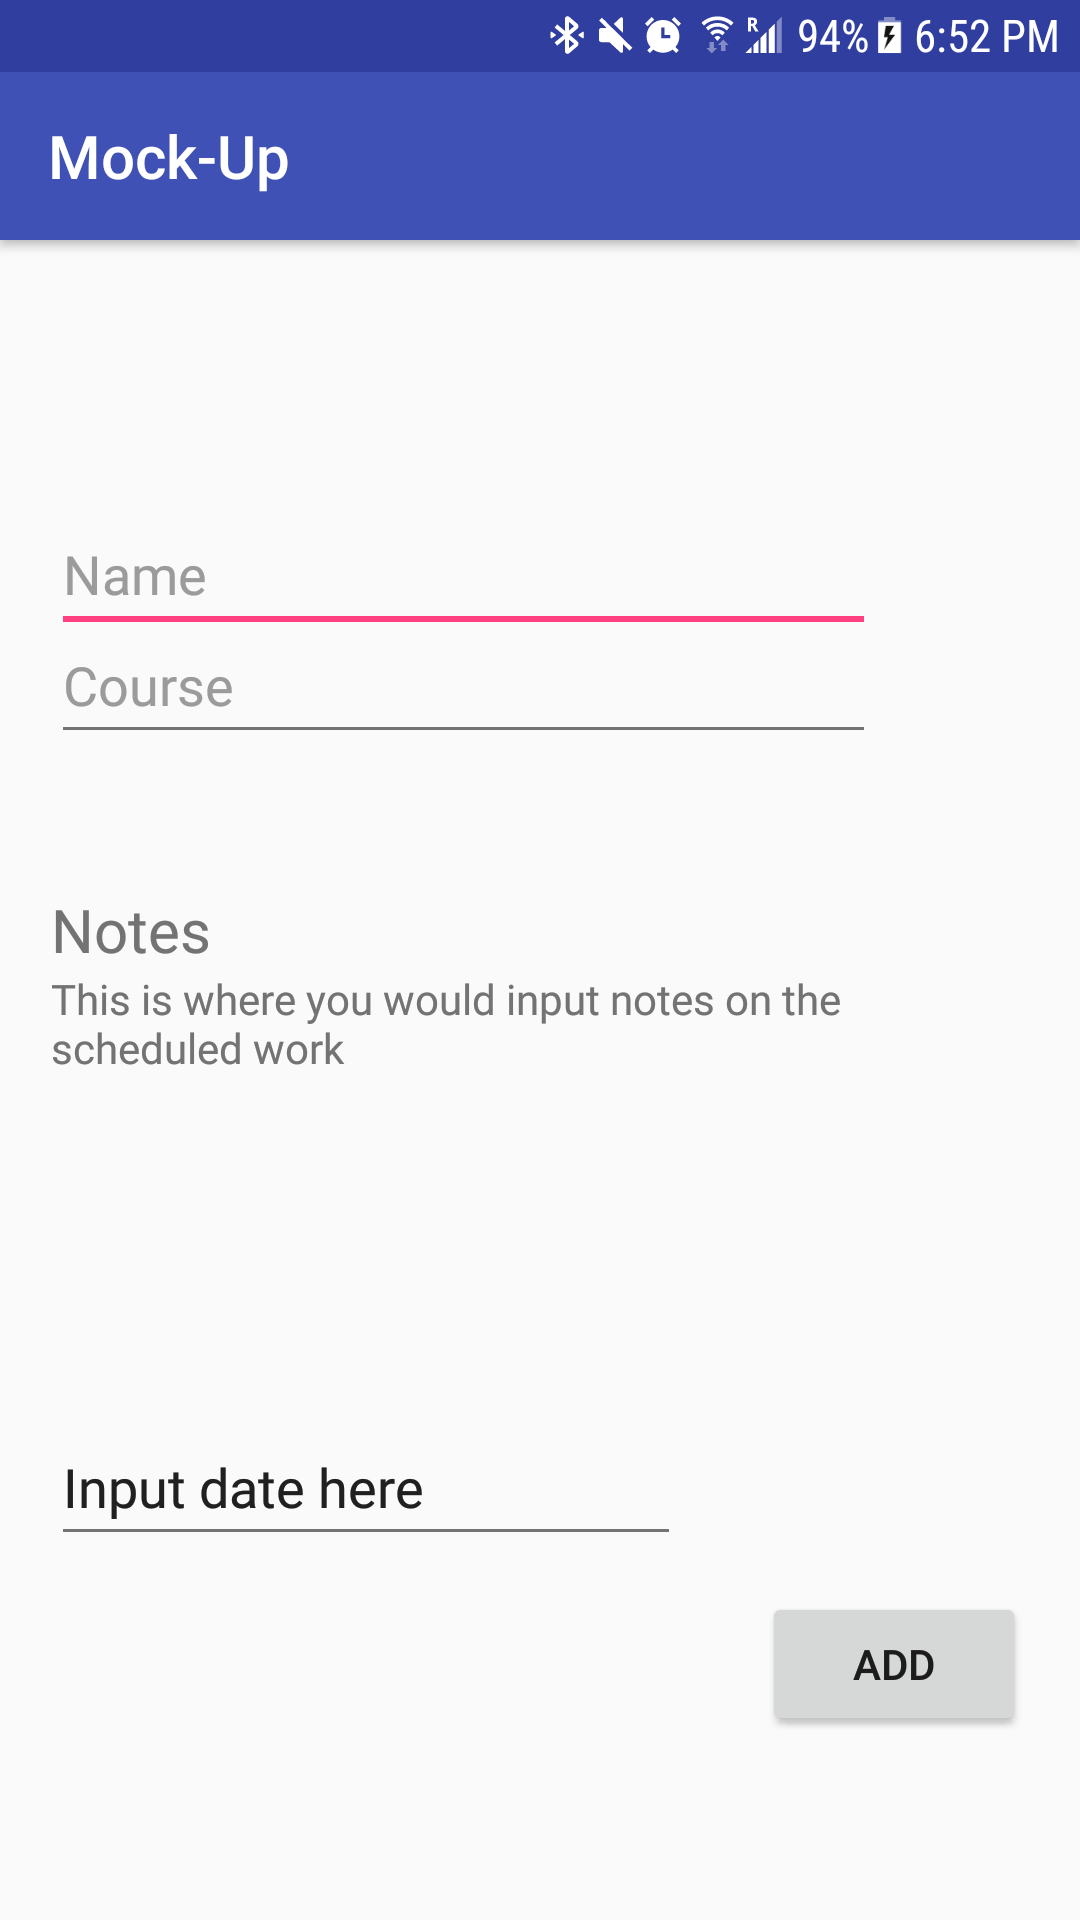 R 94% 6:52 PM
Mock-Up
Name
Course
Notes
This is where you would input notes on the
scheduled work
Input date here
ADD